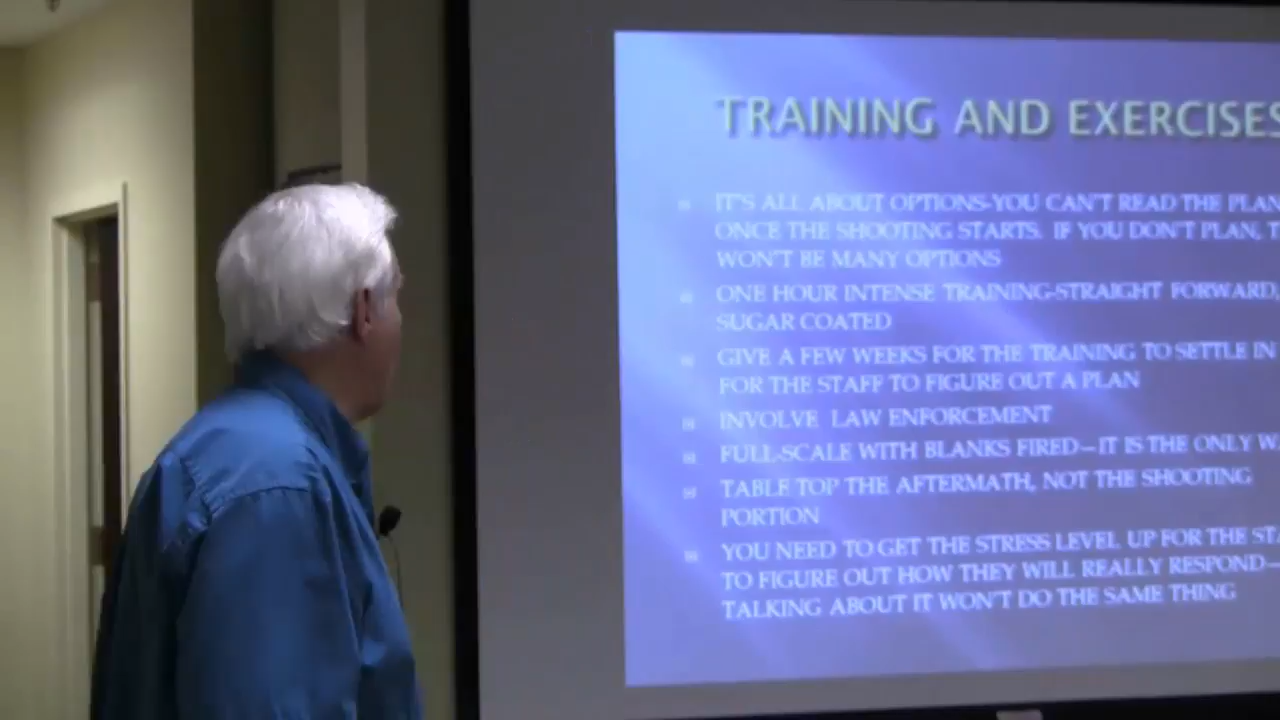 TRAINING AND EXERCISES
IT'S ALL ABOUT OPTIONS-YOU CAN'T READ THE PLAN
ONCE THE SHOOTING STARTS. IF YOU DON'T PLAN,
WON'T BE MANY OPTIONS
ONE HOUR INTENSE TRAINING-STRAIGHT FORWARD,
SUGAR COATED
GIVE A FEW WEEKS FOR THE TRAINING TO SETTLE IN
FOR THE STAFF TO FIGURE OUT A PLAN
INVOLVE LAW ENFORCEMENT
FULL-SCALE WITH BLANKS FIRED—IT IS THE ONLY
TABLE TOP THE AFTERMATH, NOT THE SHOOTING
PORTION
YOU NEED TO GET THE STRESS LEVEL UP FOR THE
TO FIGURE OUT HOW THEY WILL REALLY RESPOND—
TALKING ABOUT IT WON'T DO THE SAME THING